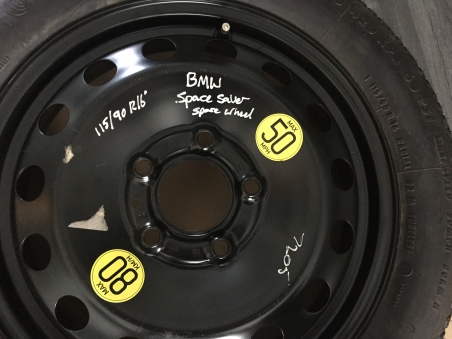 BMW
Space Saver
spare wheel
115/90 R16"
MAX
50
MPH
MAX
80
KM/H